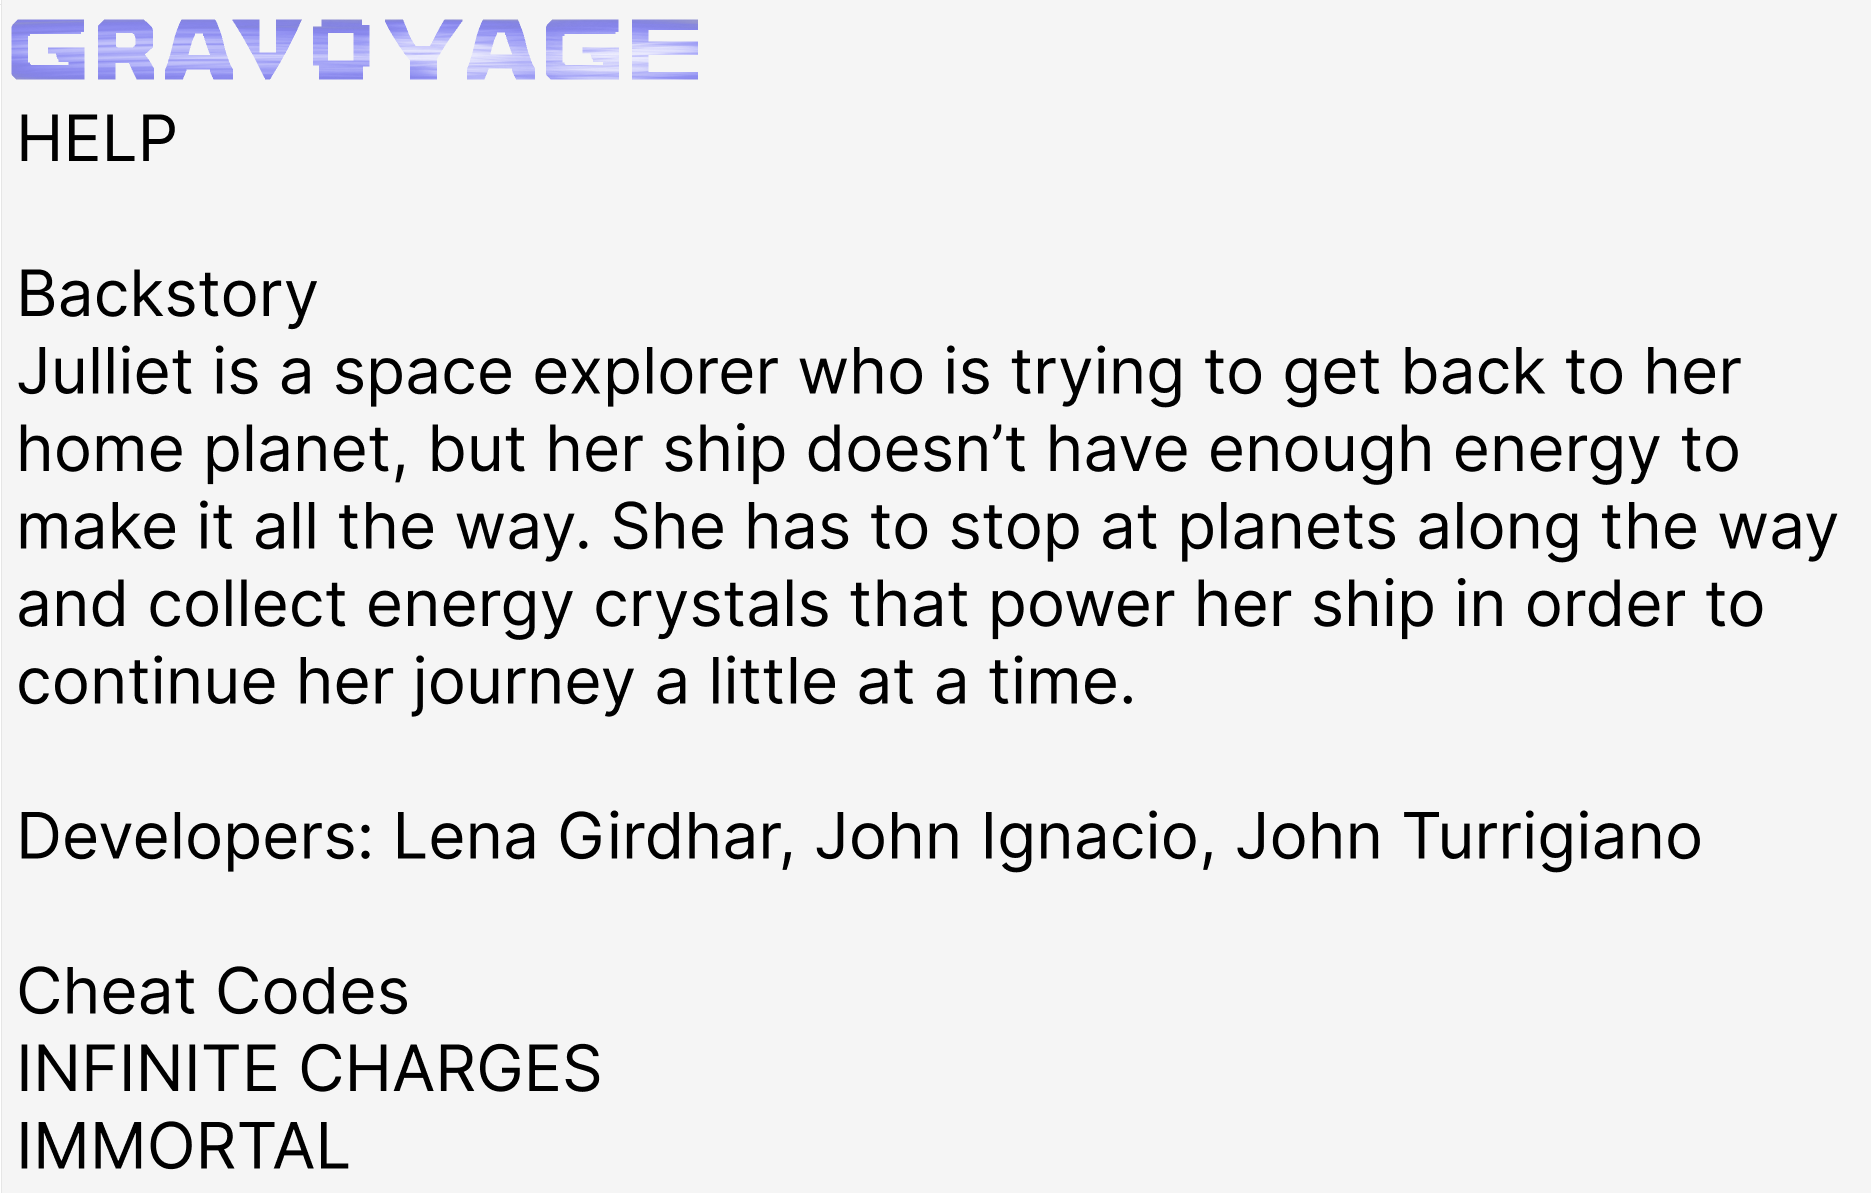 GRAVOYAGE
HELP
Backstory
Julliet is a space explorer who is trying to get back to her
home planet, but her ship doesn’t have enough energy to
make it all the way. She has to stop at planets along the way
and collect energy crystals that power her ship in order to
continue her journey a little at a time.
Developers: Lena Girdhar, John Ignacio, John Turrigiano
Cheat Codes
INFINITE CHARGES
IMMORTAL